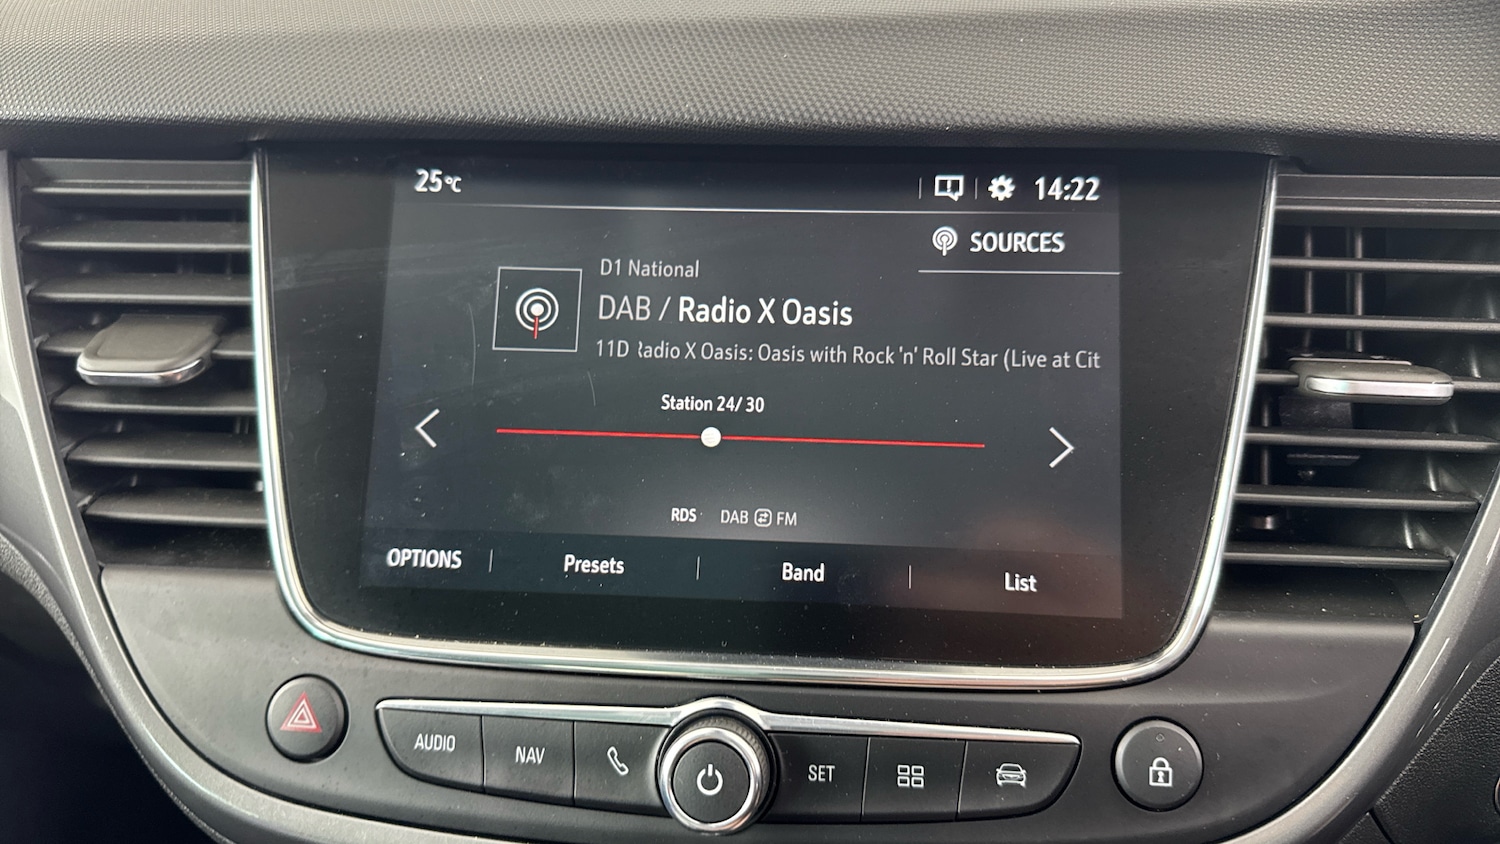 25°C
14:22
SOURCES
D1 National
DAB / Radio X Oasis
11D Radio X Oasis: Oasis with Rock 'n' Roll Star (Live at Cit
Station 24/30
RDS DAB FM
OPTIONS Presets Band List
AUDIO NAV SET